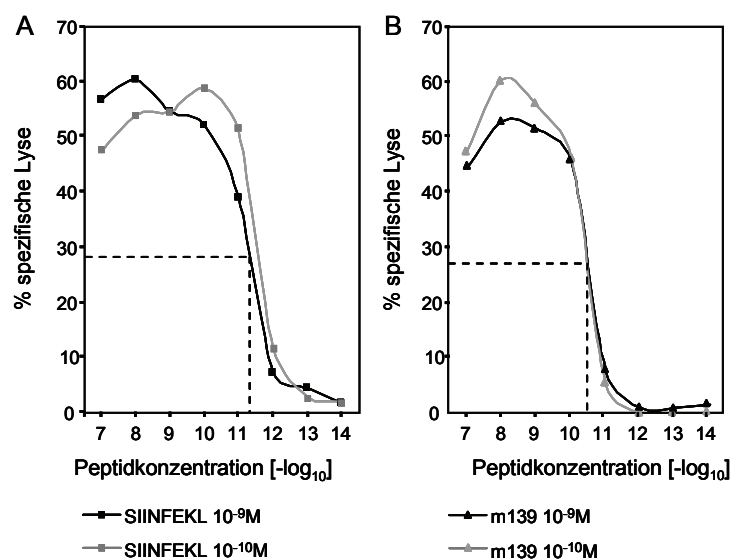 A
70
60
50
40
30
20
10
0
% spezifische Lyse
7 8 9 10 11 12 13 14
Peptidkonzentration [-log10]
SIINFEKL 10-9M
SIINFEKL 10-10M
B
70
60
50
40
30
20
10
0
% spezifische Lyse
7 8 9 10 11 12 13 14
Peptidkonzentration [-log10]
m139 10-9M
m139 10-10M